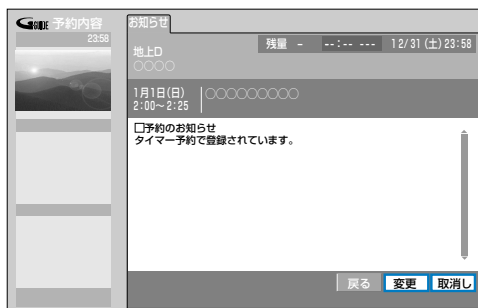 GGUIDE 予約内容
23:58
お知らせ
残量 - --:-- --- 12/31(土)23:58
地上D
○○○○
1月1日(日) ○○○○○○○○○
2:00~2:25
□予約のお知らせ
タイマー予約で登録されています。
戻る 変更 取消し